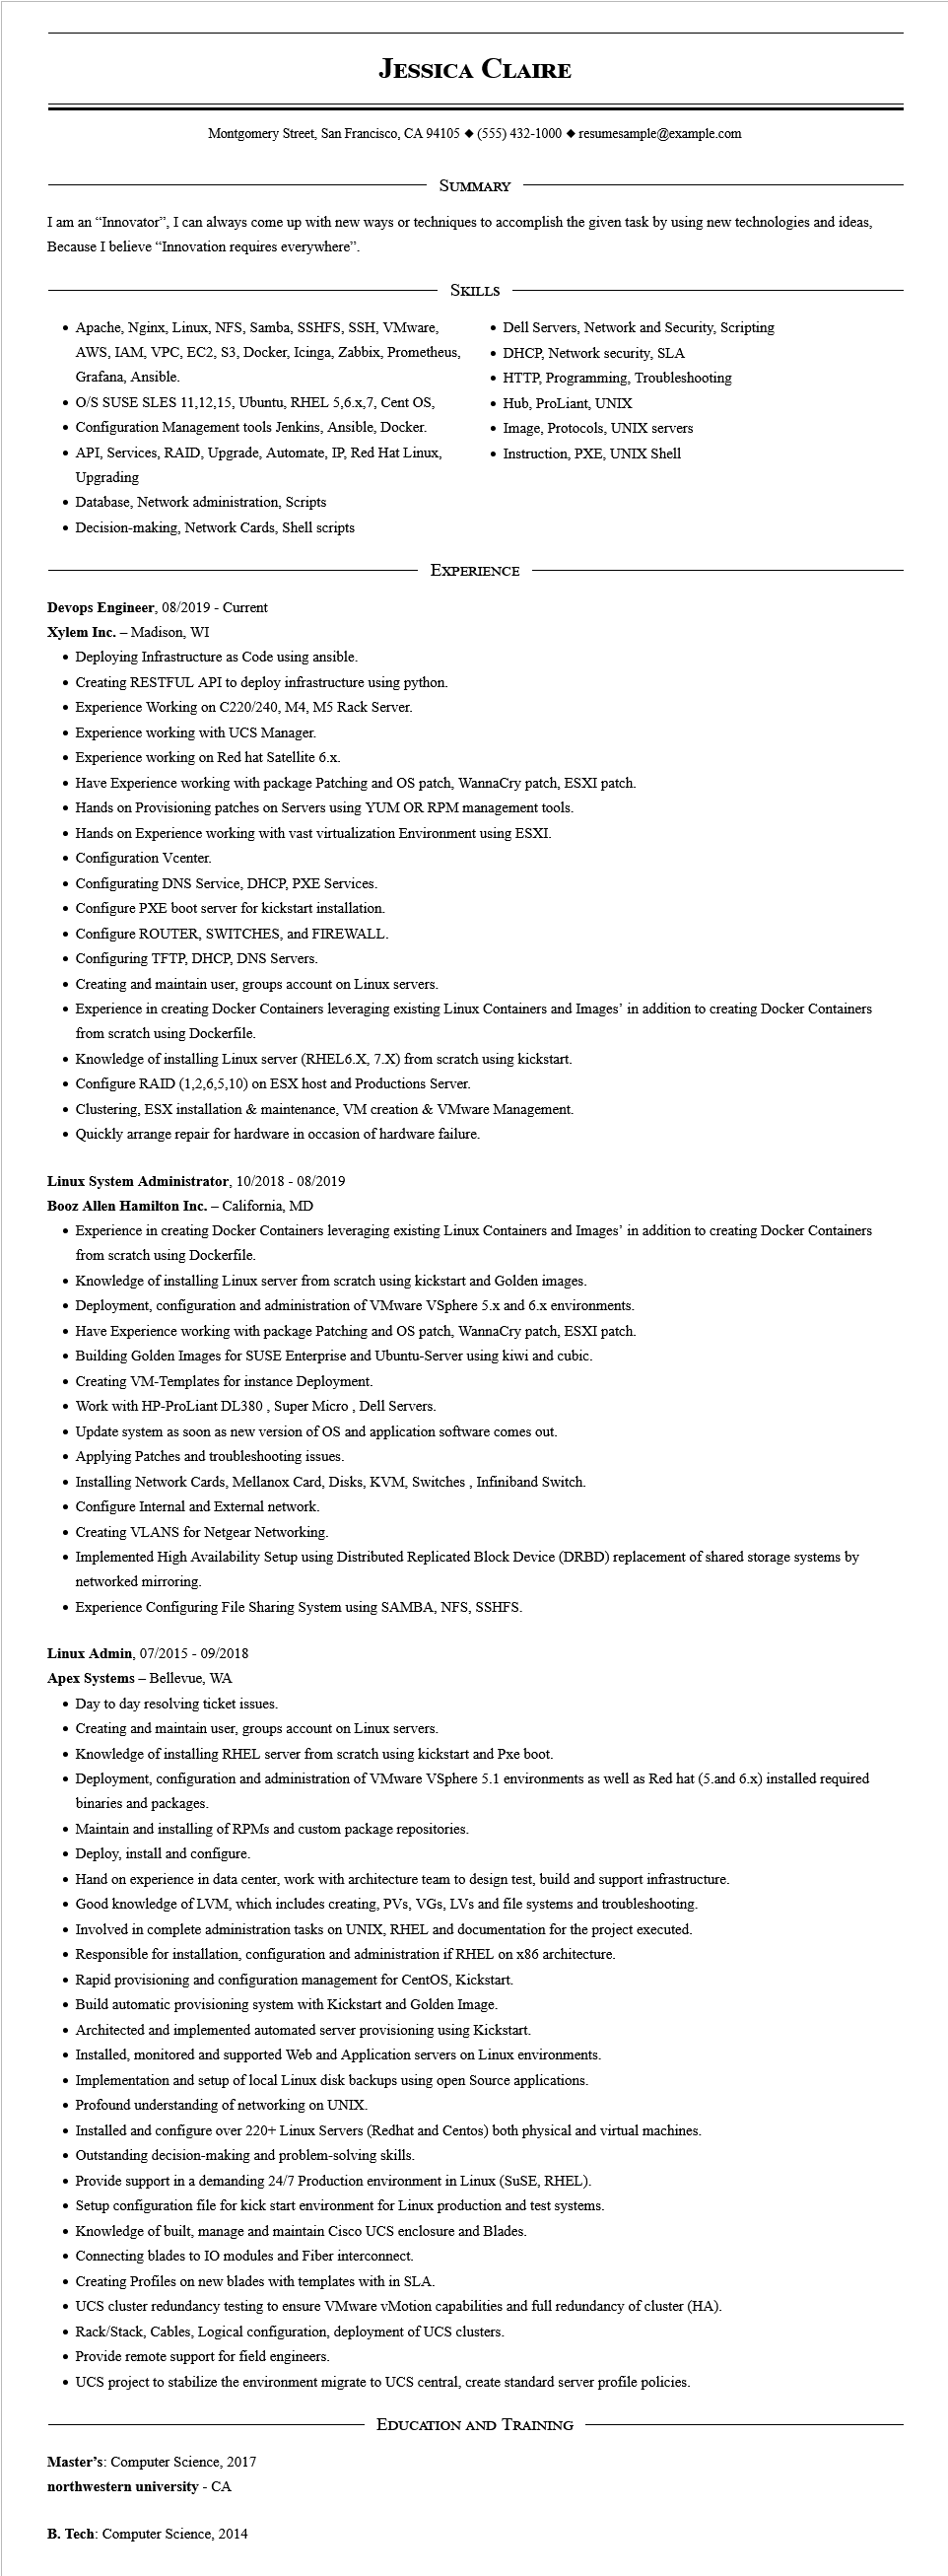 Jessica Claire
Montgomery Street, San Francisco, CA 94105 ◆ (555) 432-1000 ◆ resumesample@example.com
Summary
I am an “Innovator”, I can always come up with new ways or techniques to accomplish the given task by using new technologies and ideas,
Because I believe “Innovation requires everywhere”.
Skills
• Apache, Nginx, Linux, NFS, Samba, SSHFS, SSH, VMware,
AWS, IAM, VPC, EC2, S3, Docker, Icinga, Zabbix, Prometheus,
Grafana, Ansible.
• O/S SUSE SLES 11,12,15, Ubuntu, RHEL 5,6.x,7, Cent OS,
• Configuration Management tools Jenkins, Ansible, Docker.
• API, Services, RAID, Upgrade, Automate, IP, Red Hat Linux,
Upgrading
• Database, Network administration, Scripts
• Decision-making, Network Cards, Shell scripts
• Dell Servers, Network and Security, Scripting
• DHCP, Network security, SLA
• HTTP, Programming, Troubleshooting
• Hub, ProLiant, UNIX
• Image, Protocols, UNIX servers
• Instruction, PXE, UNIX Shell
Experience
Devops Engineer, 08/2019 - Current
Xylem Inc. – Madison, WI
• Deploying Infrastructure as Code using ansible.
• Creating RESTFUL API to deploy infrastructure using python.
• Experience Working on C220/240, M4, M5 Rack Server.
• Experience working with UCS Manager.
• Experience working on Red hat Satellite 6.x.
• Have Experience working with package Patching and OS patch, WannaCry patch, ESXI patch.
• Hands on Provisioning patches on Servers using YUM OR RPM management tools.
• Hands on Experience working with vast virtualization Environment using ESXI.
• Configuration Vcenter.
• Configurating DNS Service, DHCP, PXE Services.
• Configure PXE boot server for kickstart installation.
• Configure ROUTER, SWITCHES, and FIREWALL.
• Configuring TFTP, DHCP, DNS Servers.
• Creating and maintain user, groups account on Linux servers.
• Experience in creating Docker Containers leveraging existing Linux Containers and Images’ in addition to creating Docker Containers
from scratch using Dockerfile.
• Knowledge of installing Linux server (RHEL6.X, 7.X) from scratch using kickstart.
• Configure RAID (1,2,6,5,10) on ESX host and Productions Server.
• Clustering, ESX installation & maintenance, VM creation & VMware Management.
• Quickly arrange repair for hardware in occasion of hardware failure.
Linux System Administrator, 10/2018 - 08/2019
Booz Allen Hamilton Inc. – California, MD
• Experience in creating Docker Containers leveraging existing Linux Containers and Images’ in addition to creating Docker Containers
from scratch using Dockerfile.
• Knowledge of installing Linux server from scratch using kickstart and Golden images.
• Deployment, configuration and administration of VMware VSphere 5.x and 6.x environments.
• Have Experience working with package Patching and OS patch, WannaCry patch, ESXI patch.
• Building Golden Images for SUSE Enterprise and Ubuntu-Server using kiwi and cubic.
• Creating VM-Templates for instance Deployment.
• Work with HP-ProLiant DL380 , Super Micro , Dell Servers.
• Update system as soon as new version of OS and application software comes out.
• Applying Patches and troubleshooting issues.
• Installing Network Cards, Mellanox Card, Disks, KVM, Switches , Infiniband Switch.
• Configure Internal and External network.
• Creating VLANS for Netgear Networking.
• Implemented High Availability Setup using Distributed Replicated Block Device (DRBD) replacement of shared storage systems by
networked mirroring.
• Experience Configuring File Sharing System using SAMBA, NFS, SSHFS.
Linux Admin, 07/2015 - 09/2018
Apex Systems – Bellevue, WA
• Day to day resolving ticket issues.
• Creating and maintain user, groups account on Linux servers.
• Knowledge of installing RHEL server from scratch using kickstart and Pxe boot.
• Deployment, configuration and administration of VMware VSphere 5.1 environments as well as Red hat (5.and 6.x) installed required
binaries and packages.
• Maintain and installing of RPMs and custom package repositories.
• Deploy, install and configure.
• Hand on experience in data center, work with architecture team to design test, build and support infrastructure.
• Good knowledge of LVM, which includes creating, PVs, VGs, LVs and file systems and troubleshooting.
• Involved in complete administration tasks on UNIX, RHEL and documentation for the project executed.
• Responsible for installation, configuration and administration if RHEL on x86 architecture.
• Rapid provisioning and configuration management for CentOS, Kickstart.
• Build automatic provisioning system with Kickstart and Golden Image.
• Architected and implemented automated server provisioning using Kickstart.
• Installed, monitored and supported Web and Application servers on Linux environments.
• Implementation and setup of local Linux disk backups using open Source applications.
• Profound understanding of networking on UNIX.
• Installed and configure over 220+ Linux Servers (Redhat and Centos) both physical and virtual machines.
• Outstanding decision-making and problem-solving skills.
• Provide support in a demanding 24/7 Production environment in Linux (SuSE, RHEL).
• Setup configuration file for kick start environment for Linux production and test systems.
• Knowledge of built, manage and maintain Cisco UCS enclosure and Blades.
• Connecting blades to IO modules and Fiber interconnect.
• Creating Profiles on new blades with templates with in SLA.
• UCS cluster redundancy testing to ensure VMware vMotion capabilities and full redundancy of cluster (HA).
• Rack/Stack, Cables, Logical configuration, deployment of UCS clusters.
• Provide remote support for field engineers.
• UCS project to stabilize the environment migrate to UCS central, create standard server profile policies.
Education and Training
Master’s: Computer Science, 2017
northwestern university - CA
B. Tech: Computer Science, 2014